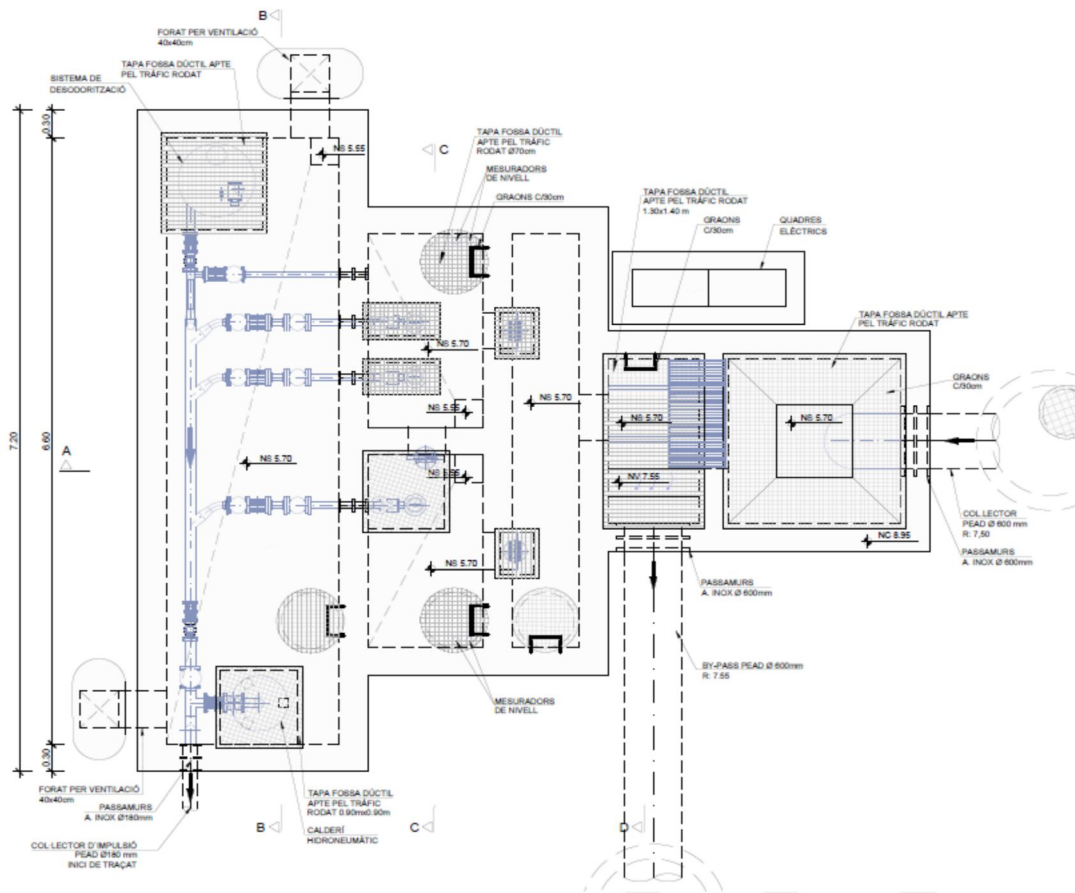 B
FORAT PER VENTILACIÓ
40x40cm
TAPA FOSSA DÚCTIL APTE
PEL TRÀFIC RODAT
SISTEMA DE
DESODORITZACIÓ
0.30
6.60
7.20
0.30
NS 5.55
C
TAPA FOSSA DÚCTIL
APTE PEL TRÀFIC
RODAT Ø70cm
MESURADORS
DE NIVELL
GRAONS C/30cm
TAPA FOSSA DÚCTIL
APTE PEL TRÀFIC RODAT
1.30x1.40 m
GRAONS
C/30cm
QUADRES
ELÈCTRICS
TAPA FOSSA DÚCTIL APTE
PEL TRÀFIC RODAT
GRAONS
C/30cm
NS 5.70
NS 5.55
NS 5.70
NS 5.70
NS 5.70
A
NS 5.70
NS 5.55
NV 7.55
NS 5.70
NC 8.95
COL.LECTOR
PEAD Ø 600 mm
R: 7,50
PASSAMURS
A. INOX Ø 600mm
PASSAMURS
A. INOX Ø 600mm
BY-PASS PEAD Ø 600mm
R: 7.55
MESURADORS
DE NIVELL
FORAT PER VENTILACIÓ
40x40cm
PASSAMURS
A. INOX Ø180mm
COL·LECTOR D'IMPULSIÓ
PEAD Ø180 mm
INICI DE TRAÇAT
TAPA FOSSA DÚCTIL
APTE PEL TRÀFIC
RODAT 0.90mx0.90m
CALDERÍ
HIDRONEUMÀTIC
B
C
D